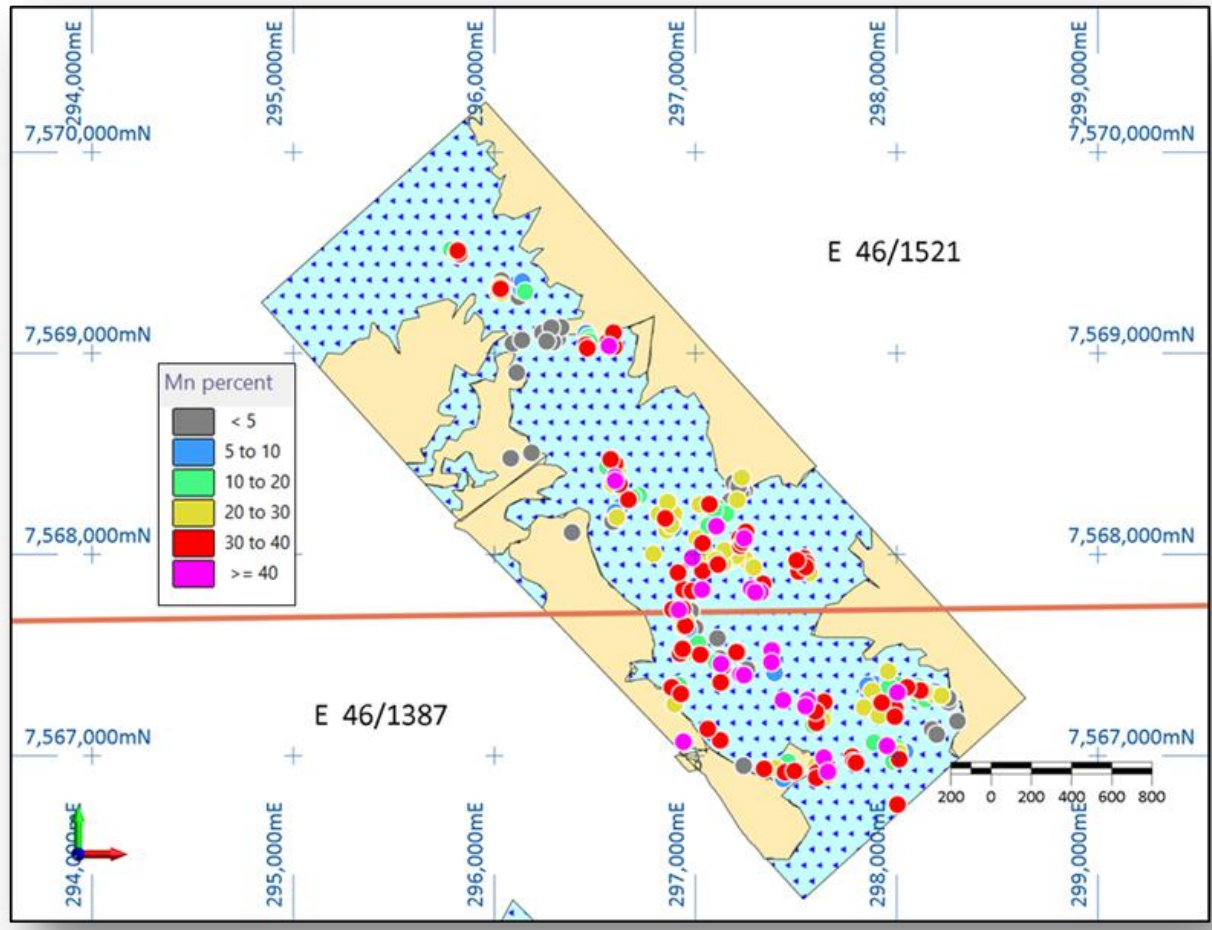 294,000mE
295,000mE
296,000mE
297,000mE
298,000mE
299,000mE
7,570,000mN
7,570,000mN
E 46/1521
7,569,000mN
7,569,000mN
Mn percent
< 5
5 to 10
10 to 20
20 to 30
30 to 40
>= 40
7,568,000mN
7,568,000mN
E 46/1387
7,567,000mN
7,567,000mN
200 0 200 400 600 800
294,000mE
295,000mE
296,000mE
297,000mE
298,000mE
299,000mE